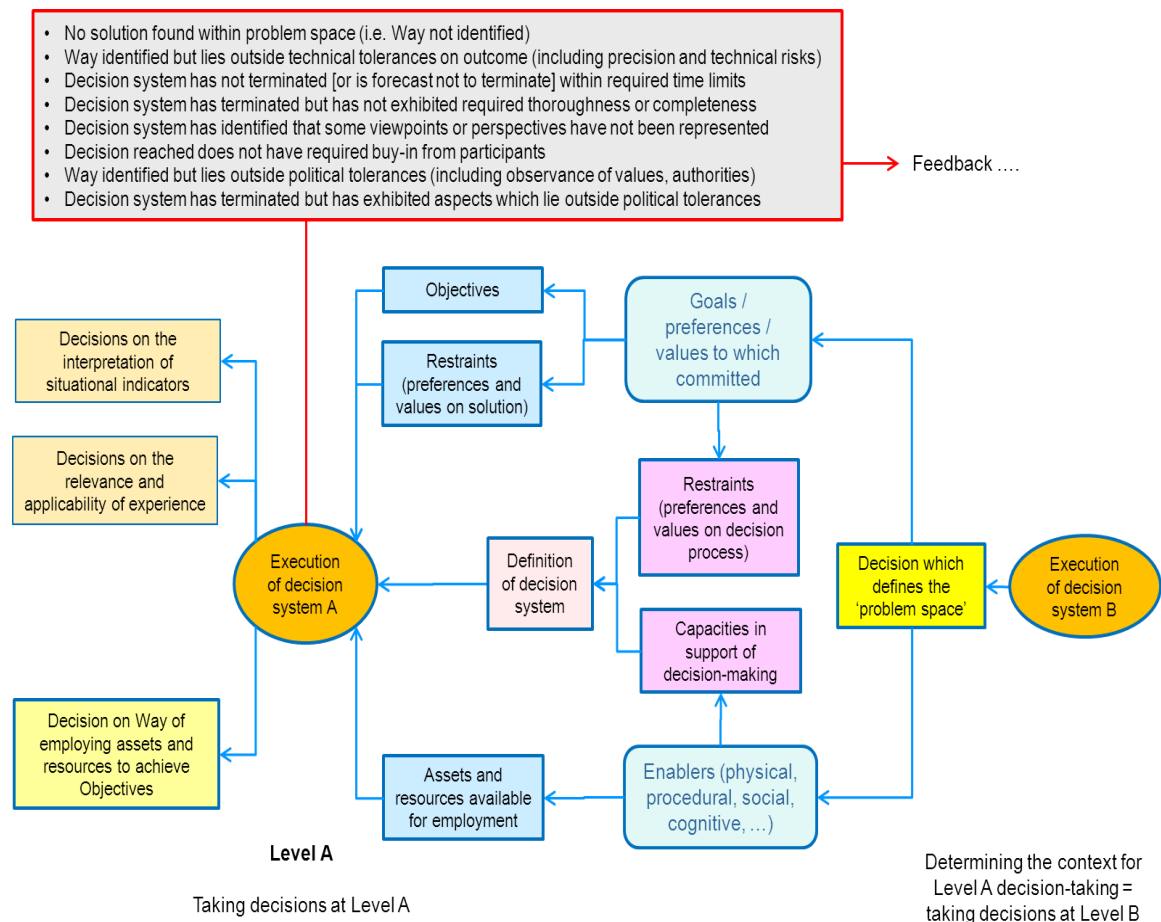 • No solution found within problem space (i.e. Way not identified)
• Way identified but lies outside technical tolerances on outcome (including precision and technical risks)
• Decision system has not terminated [or is forecast not to terminate] within required time limits
• Decision system has terminated but has not exhibited required thoroughness or completeness
• Decision system has identified that some viewpoints or perspectives have not been represented
• Decision reached does not have required buy-in from participants
• Way identified but lies outside political tolerances (including observance of values, authorities)
• Decision system has terminated but has exhibited aspects which lie outside political tolerances
Feedback ….
Objectives
Goals /
preferences /
values to which
committed
Decisions on the
interpretation of
situational indicators
Restraints
(preferences and
values on solution)
Decisions on the
relevance and
applicability of experience
Restraints
(preferences and
values on decision
process)
Execution
of decision
system A
Definition
of decision
system
Decision which
defines the
‘problem space’
Execution
of decision
system B
Capacities in
support of
decision-making
Decision on Way of
employing assets and
resources to achieve
Objectives
Assets and
resources available
for employment
Enablers (physical,
procedural, social,
cognitive, …)
Level A
Taking decisions at Level A
Determining the context for
Level A decision-taking =
taking decisions at Level B